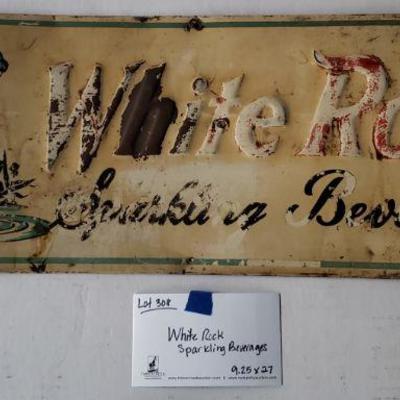 White Ro
Sparkling Bev
Lot 308
White Rock
Sparkling Beverages
9.25 x 27